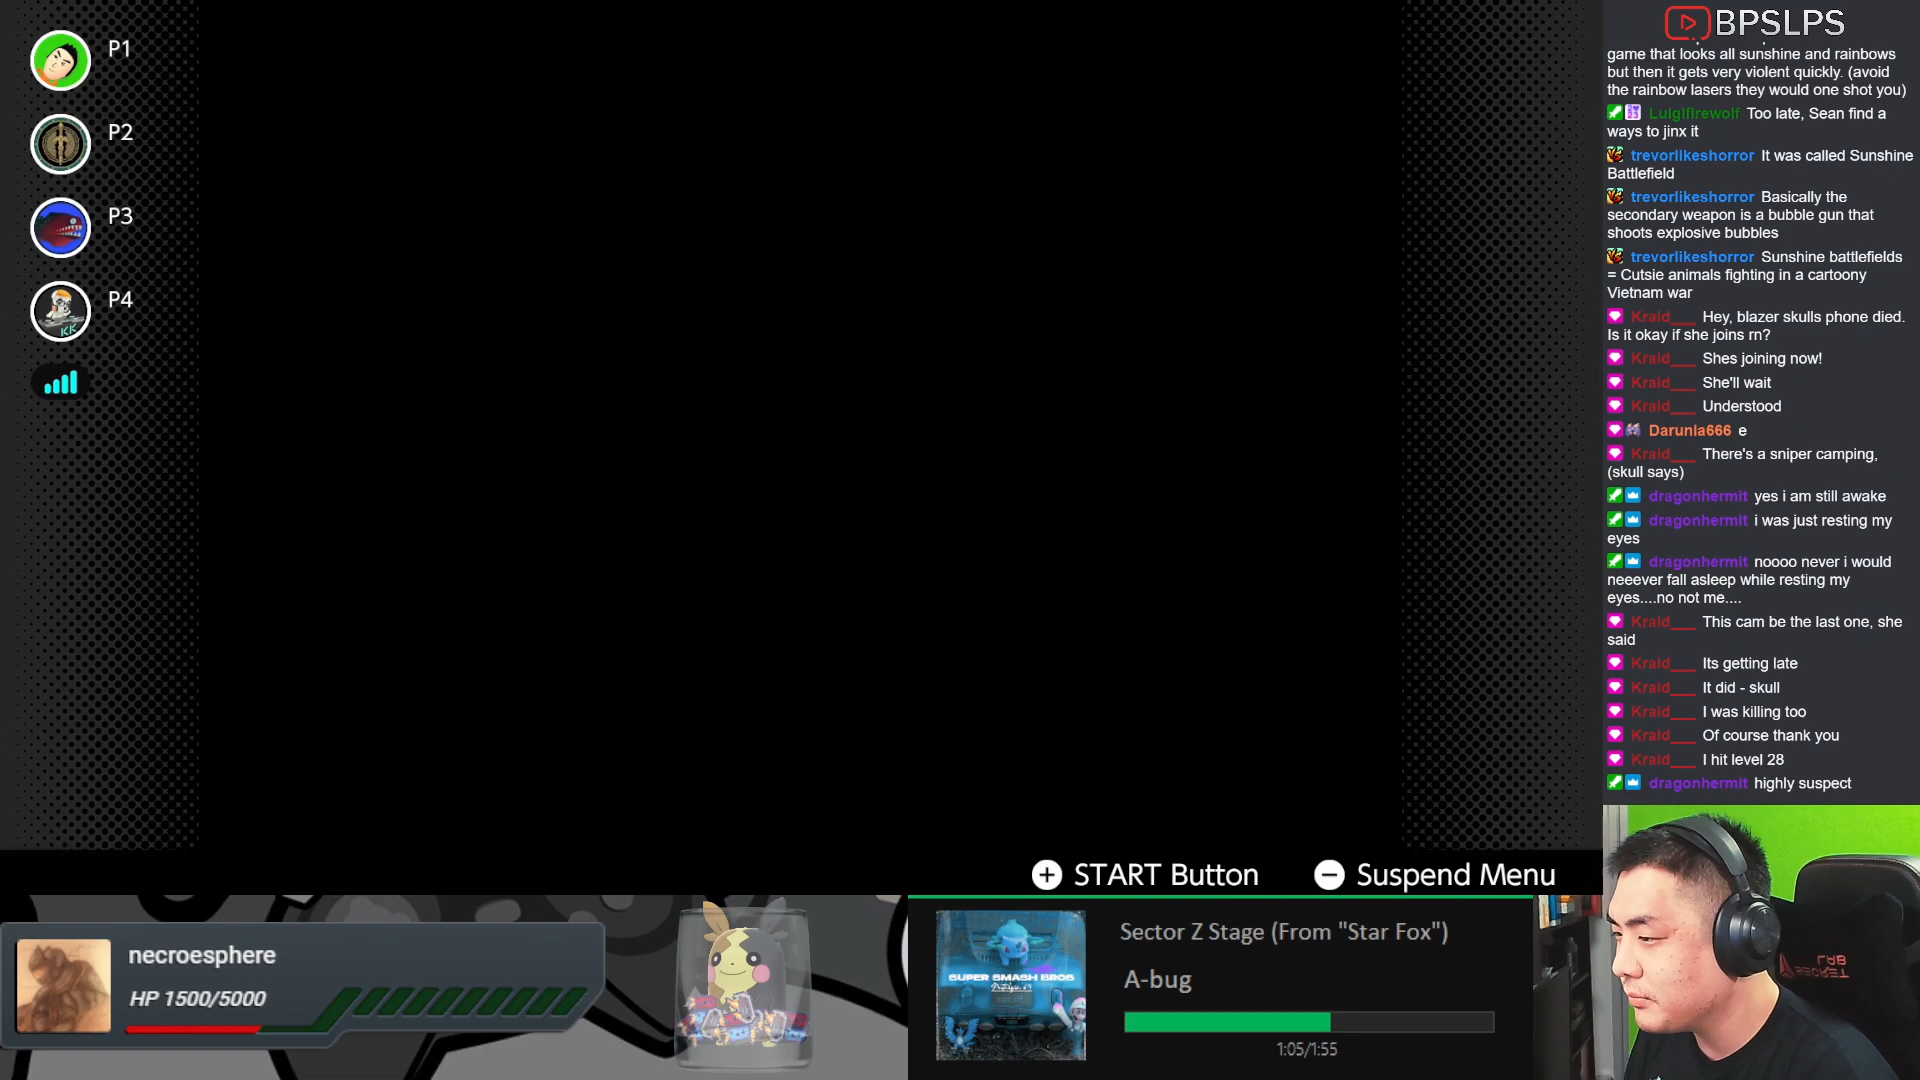 P1
P2
P3
P4
KK
START Button
Suspend Menu
BPSLPS
game that looks all sunshine and rainbows
but then it gets very violent quickly. (avoid
the rainbow lasers they would one shot you)
Luigifirewolf Too late, Sean find a
ways to jinx it
trevorlikeshorror It was called Sunshine
Battlefield
trevorlikeshorror Basically the
secondary weapon is a bubble gun that
shoots explosive bubbles
trevorlikeshorror Sunshine battlefields
= Cutsie animals fighting in a cartoony
Vietnam war
Kraid___ Hey, blazer skulls phone died.
Is it okay if she joins rn?
Kraid___ Shes joining now!
Kraid___ She'll wait
Kraid___ Understood
Darunia666 e
Kraid___ There's a sniper camping,
(skull says)
dragonhermit yes i am still awake
dragonhermit i was just resting my
eyes
dragonhermit noooo never i would
neeever fall asleep while resting my
eyes....no not me....
Kraid___ This cam be the last one, she
said
Kraid___ Its getting late
Kraid___ It did - skull
Kraid___ I was killing too
Kraid___ Of course thank you
Kraid___ I hit level 28
dragonhermit highly suspect
necroesphere
HP 1500/5000
SUPER SMASH BROS
Sector Z Stage (From "Star Fox")
A-bug
1:05/1:55
SECRET
LAB